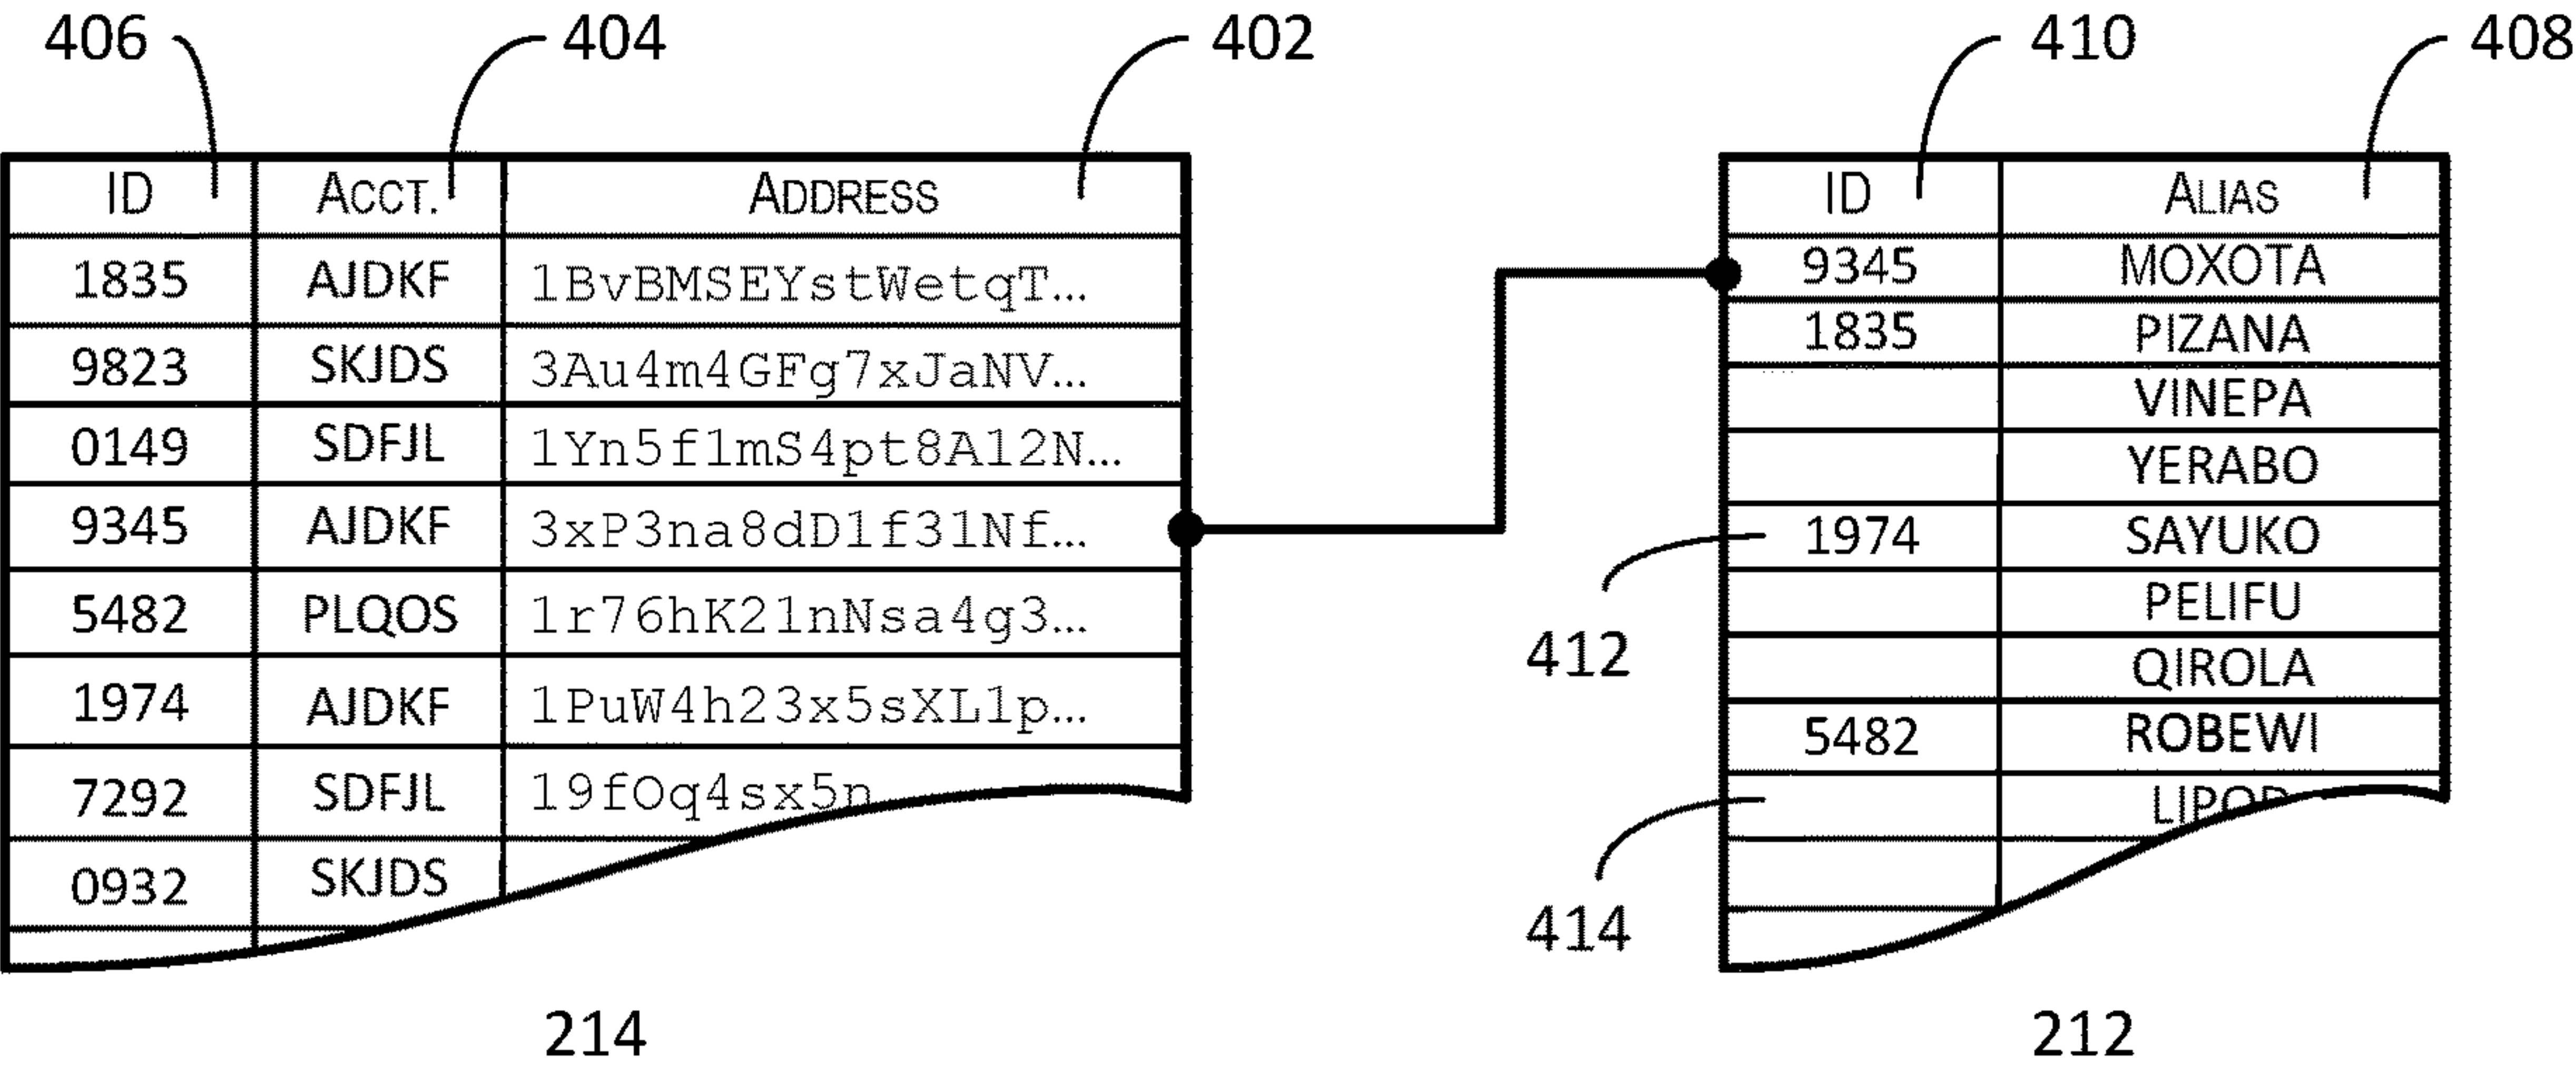 406 404 402 410 408
ID ACCT. ADDRESS
1835 AJDKF 1BvBMSEYstWetqT...
9823 SKJDS 3Au4m4GFg7xJaNV...
0149 SDFJL 1Yn5f1mS4pt8A12N...
9345 AJDKF 3xP3na8dD1f31Nf...
5482 PLQOS 1r76hK21nNsa4g3...
1974 AJDKF 1PuW4h23x5sXL1p...
7292 SDFJL 19fOq4sx5n
0932 SKJDS
214
ID ALIAS
9345 MOXOTA
1835 PIZANA
VINEPA
YERABO
1974 SAYUKO
PELIFU
412
QIROLA
5482 ROBEWI
414
212